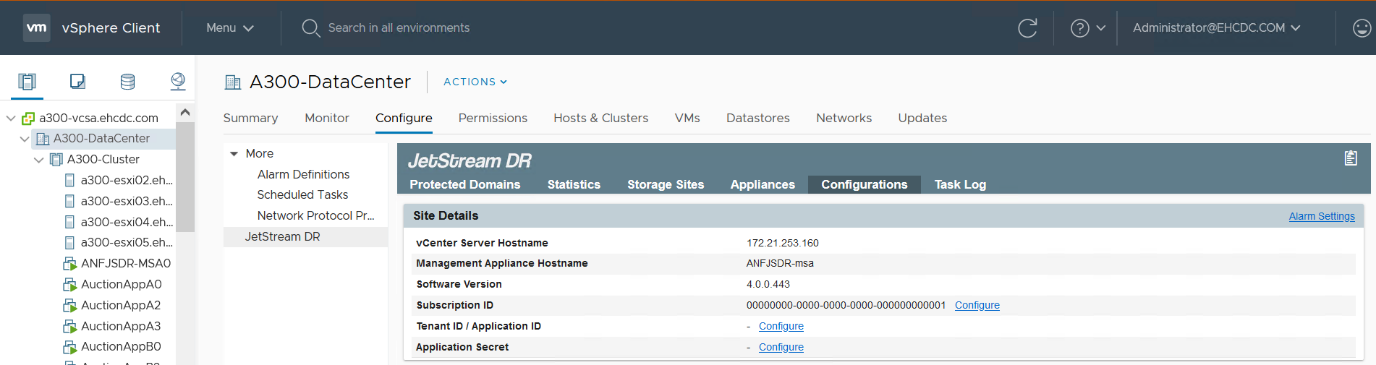 vm vSphere Client Menu Search in all environments Administrator@EHCDC.COM
A300-DataCenter ACTIONS
Summary Monitor Configure Permissions Hosts & Clusters VMs Datastores Networks Updates
a300-vcsa.ehcdc.com
A300-DataCenter
A300-Cluster
a300-esxi02.eh...
a300-esxi03.eh...
a300-esxi04.eh...
a300-esxi05.eh...
ANFJSDR-MSA0
AuctionAppA0
AuctionAppA2
AuctionAppA3
AuctionAppB0
More
Alarm Definitions
Scheduled Tasks
Network Protocol Pr...
JetStream DR
JetStream DR
Protected Domains Statistics Storage Sites Appliances Configurations Task Log
Site Details Alarm Settings
vCenter Server Hostname 172.21.253.160
Management Appliance Hostname ANFJSDR-msa
Software Version 4.0.0.443
Subscription ID 00000000-0000-0000-0000-000000000001 Configure
Tenant ID / Application ID - Configure
Application Secret - Configure